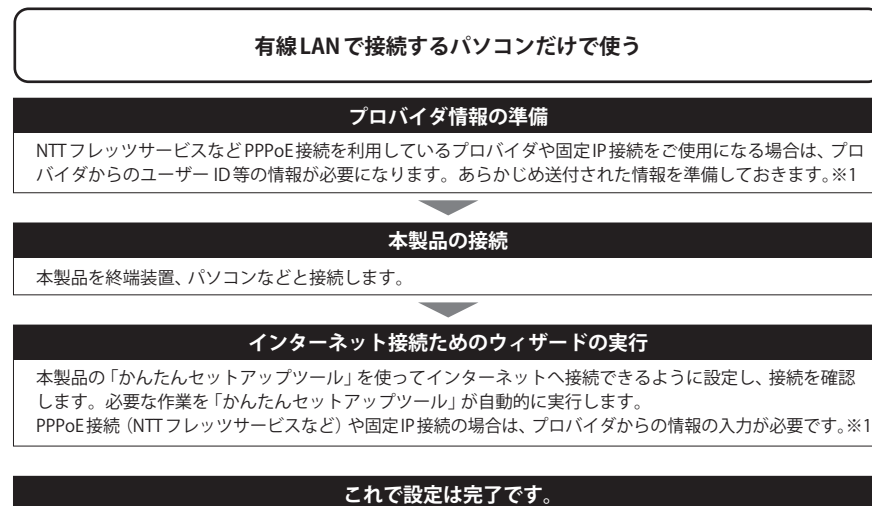 有線LANで接続するパソコンだけで使う
プロバイダ情報の準備
NTTフレッツサービスなどPPPoE接続を利用しているプロバイダや固定IP接続をご使用になる場合は、プロ
バイダからのユーザーID等の情報が必要になります。あらかじめ送付された情報を準備しておきます。※1
本製品の接続
本製品を終端装置、パソコンなどと接続します。
インターネット接続ためのウィザードの実行
本製品の「かんたんセットアップツール」を使ってインターネットへ接続できるように設定し、接続を確認
します。必要な作業を「かんたんセットアップツール」が自動的に実行します。
PPPoE接続（NTTフレッツサービスなど）や固定IP接続の場合は、プロバイダからの情報の入力が必要です。※1
これで設定は完了です。